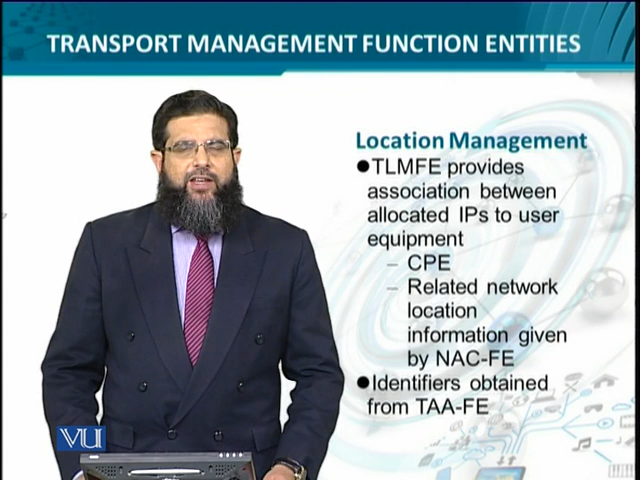 TRANSPORT MANAGEMENT FUNCTION ENTITIES
Location Management
●TLMFE provides
association between
allocated IPs to user
equipment
– CPE
– Related network
location
information given
by NAC-FE
●Identifiers obtained
from TAA-FE
VU